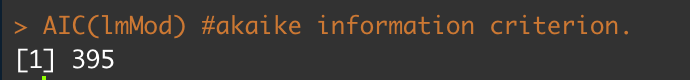 > AIC(lmMod) #akaike information criterion.
[1] 395